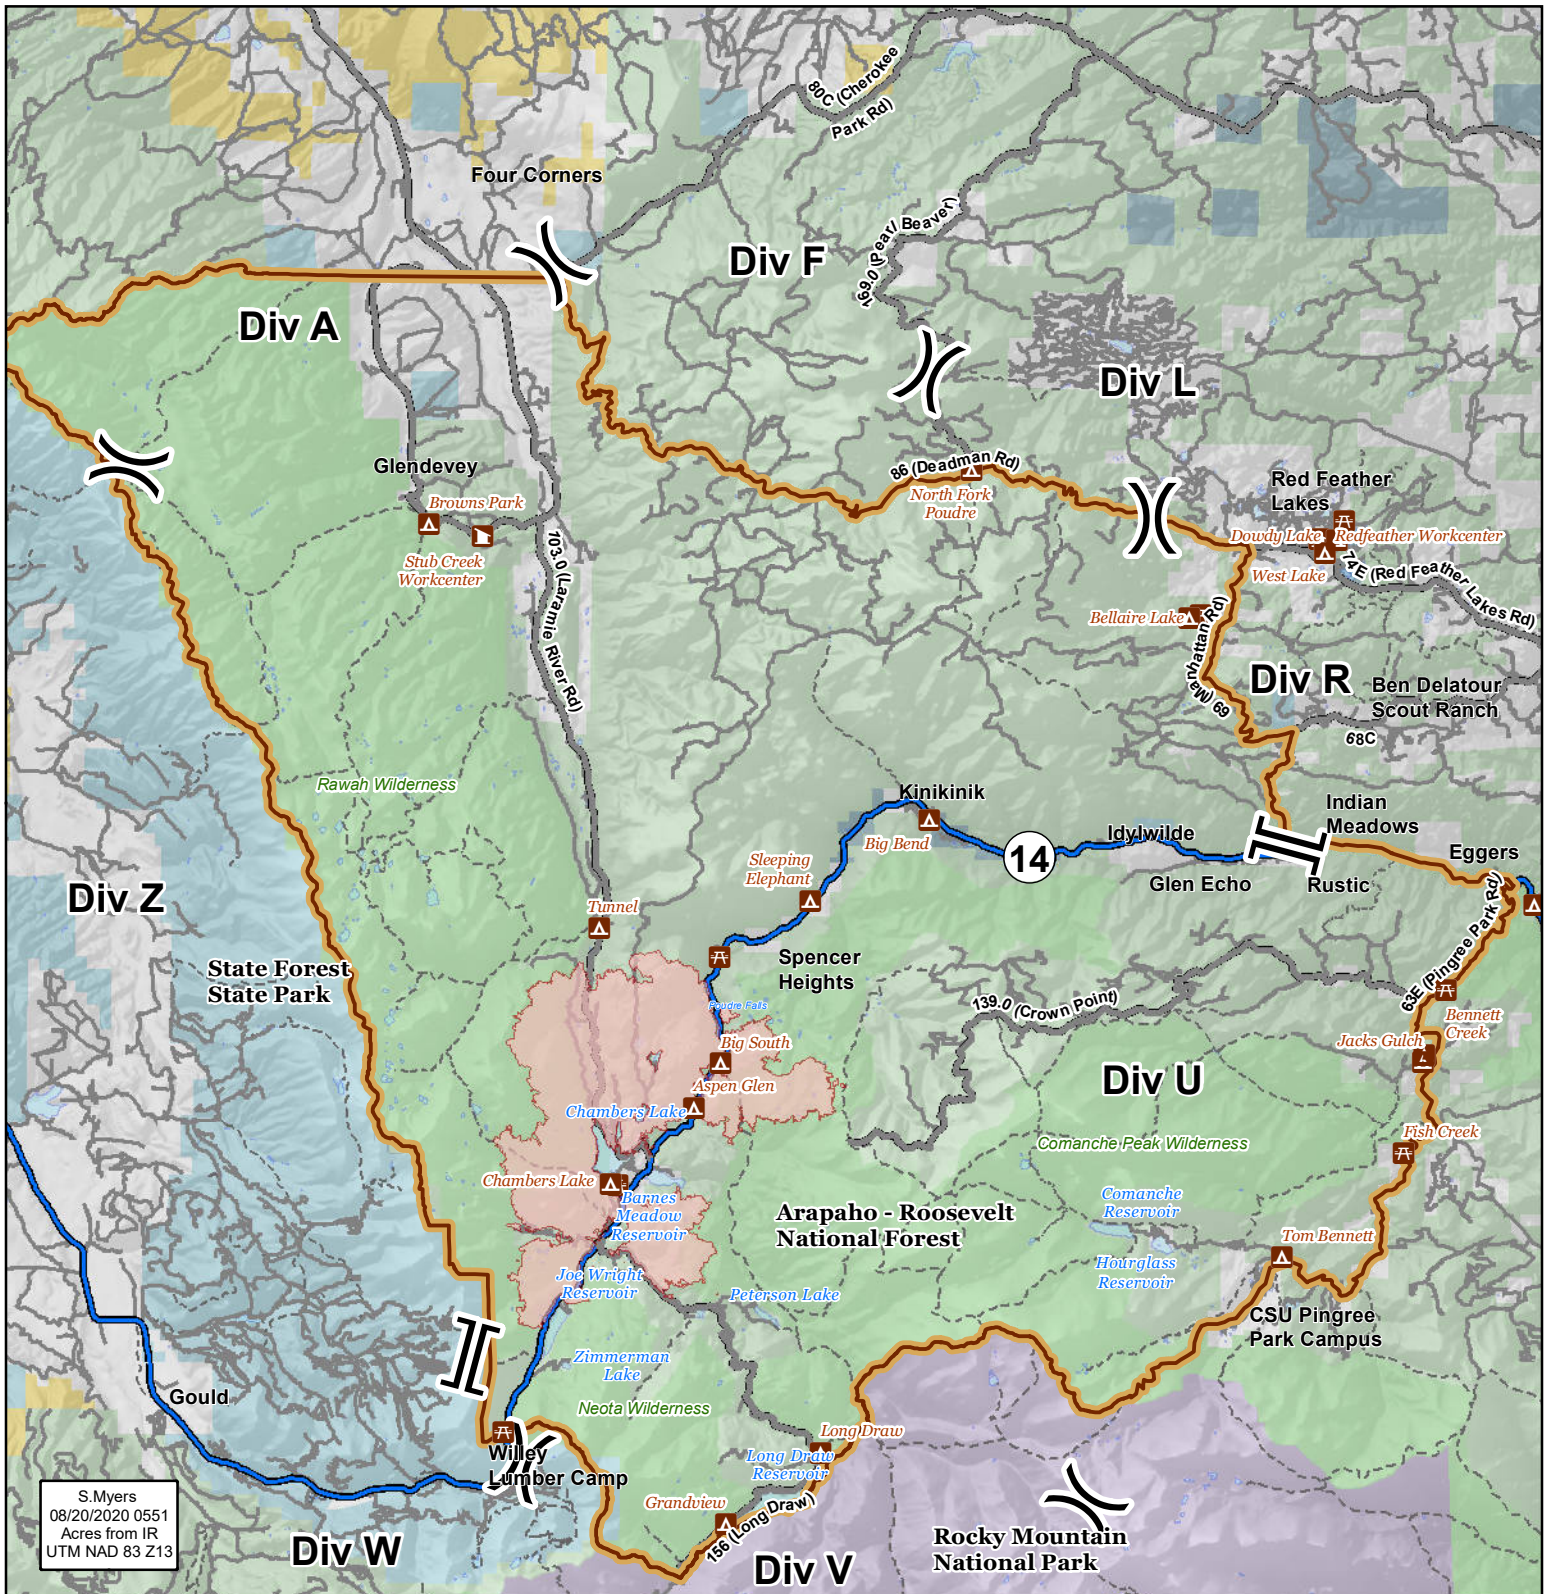 80C (Cherokee
Park Rd)
Four Corners
Div F
169.0 (Pear/ Beaver)
Div A
Div L
Glendevey
86 (Deadman Rd)
North Fork
Poudre
Red Feather
Lakes
Browns Park
Stub Creek
Workcenter
Dowdy Lake
Redfeather Workcenter
West Lake
74E (Red Feather Lakes Rd)
103.0 (Laramie River Rd)
Bellaire Lake
69 (Manhattan Rd)
Div R
Ben Delatour
Scout Ranch
68C
Rawah Wilderness
Kinikinik
Big Bend
Indian
Meadows
Idylwilde
14
Eggers
Sleeping
Elephant
Glen Echo
Rustic
Div Z
Tunnel
State Forest
State Park
Spencer
Heights
63E (Pingree Park Rd)
139.0 (Crown Point)
Poudre Falls
Bennett
Creek
Big South
Jacks Gulch
Aspen Glen
Div U
Chambers Lake
Fish Creek
Comanche Peak Wilderness
Chambers Lake
Barnes
Meadow
Reservoir
Comanche
Reservoir
Arapaho - Roosevelt
National Forest
Tom Bennett
Hourglass
Reservoir
Joe Wright
Reservoir
Peterson Lake
CSU Pingree
Park Campus
Zimmerman
Lake
Gould
Neota Wilderness
Long Draw
Willey
Lumber Camp
Long Draw
Reservoir
Grandview
156 (Long Draw)
S.Myers
08/20/2020 0551
Acres from IR
UTM NAD 83 Z13
Div W
Div V
Rocky Mountain
National Park